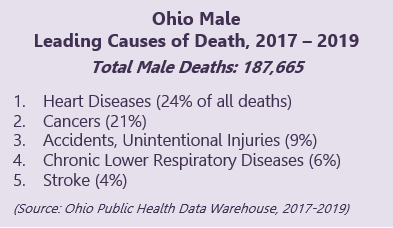 Ohio Male
Leading Causes of Death, 2017 – 2019
Total Male Deaths: 187,665
1. Heart Diseases (24% of all deaths)
2. Cancers (21%)
3. Accidents, Unintentional Injuries (9%)
4. Chronic Lower Respiratory Diseases (6%)
5. Stroke (4%)
(Source: Ohio Public Health Data Warehouse, 2017-2019)